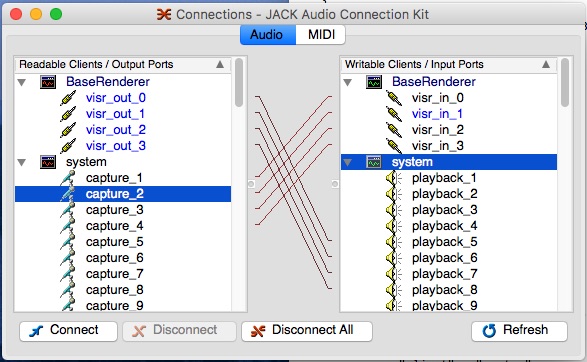 Connections - JACK Audio Connection Kit
Audio MIDI
Readable Clients / Output Ports
BaseRenderer
visr_out_0
visr_out_1
visr_out_2
visr_out_3
system
capture_1
capture_2
capture_3
capture_4
capture_5
capture_6
capture_7
capture_8
capture_9
Writable Clients / Input Ports
BaseRenderer
visr_in_0
visr_in_1
visr_in_2
visr_in_3
system
playback_1
playback_2
playback_3
playback_4
playback_5
playback_6
playback_7
playback_8
playback_9
Connect Disconnect Disconnect All Refresh